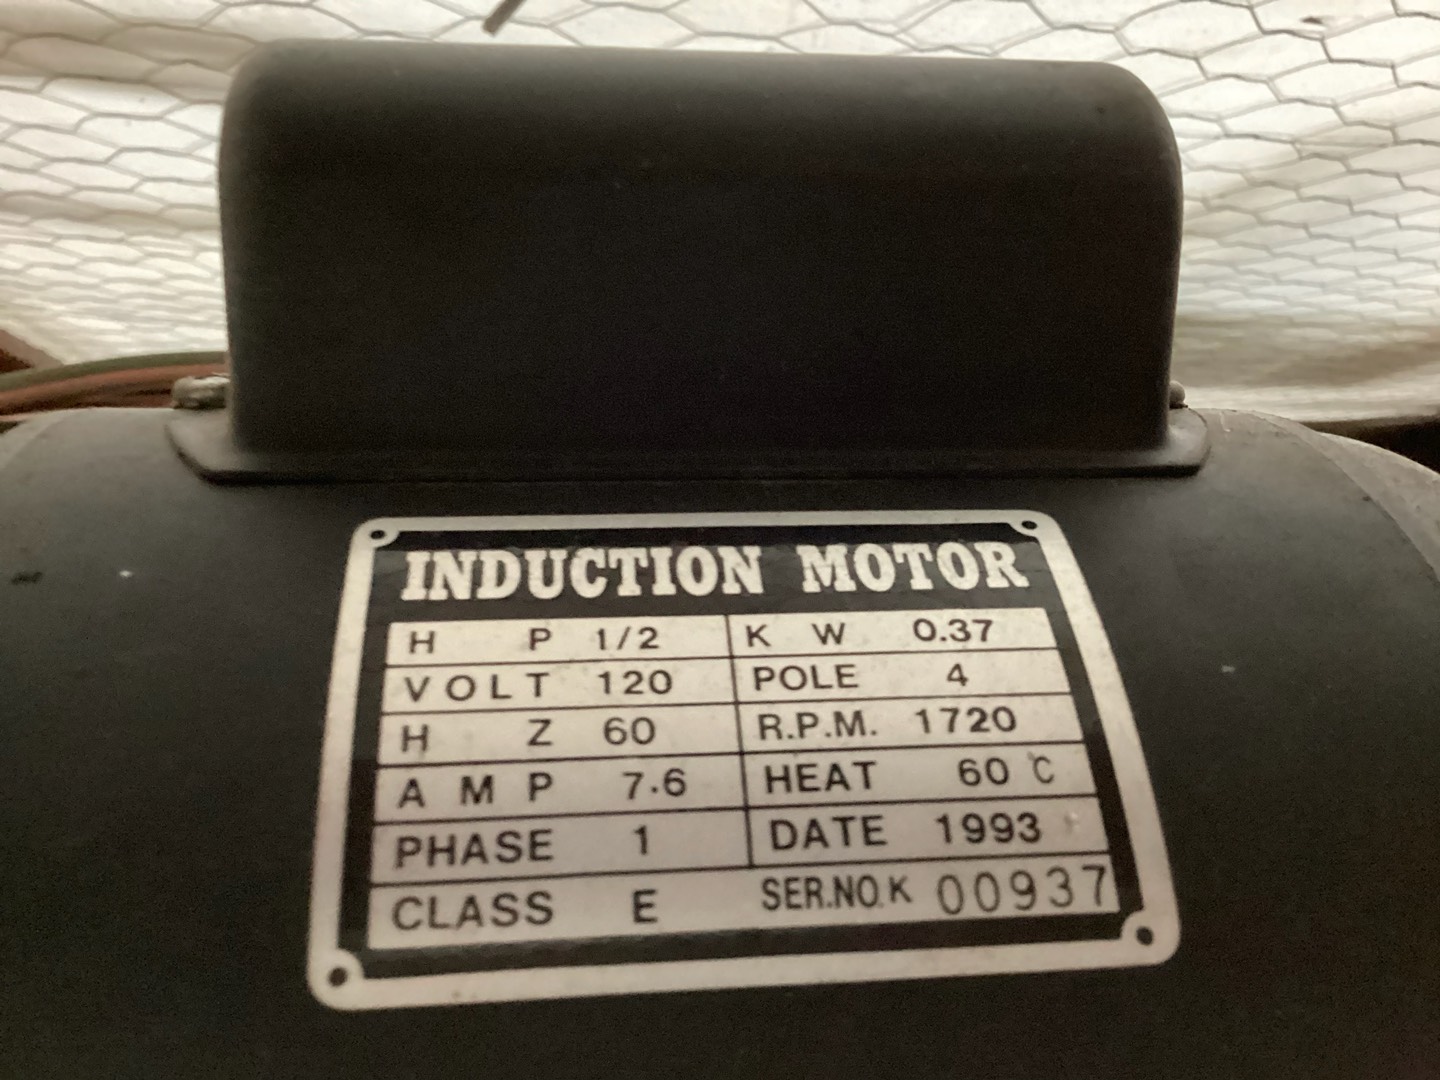 INDUCTION MOTOR
H P 1/2 K W 0.37
VOLT 120 POLE 4
H Z 60 R.P.M. 1720
AMP 7.6 HEAT 60 °C
PHASE 1 DATE 1993
CLASS E SER.NO.K 00937